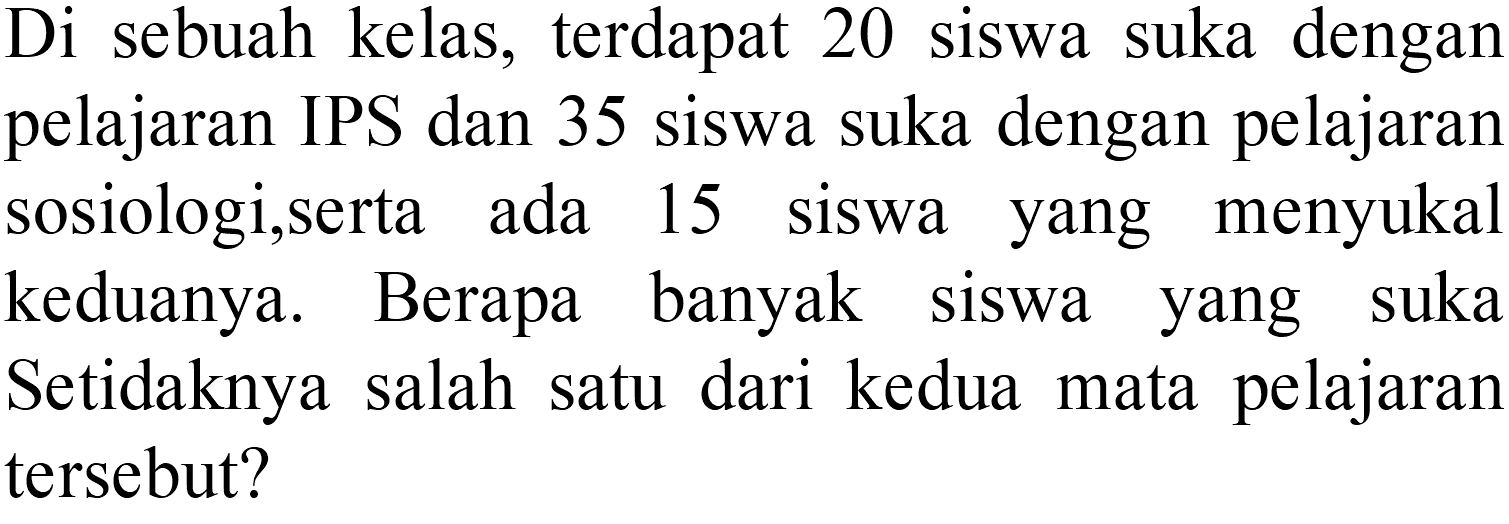 Di sebuah kelas, terdapat 20 siswa suka dengan
pelajaran IPS dan 35 siswa suka dengan pelajaran
sosiologi,serta ada 15 siswa yang menyukal
keduanya. Berapa banyak siswa yang suka
Setidaknya salah satu dari kedua mata pelajaran
tersebut?